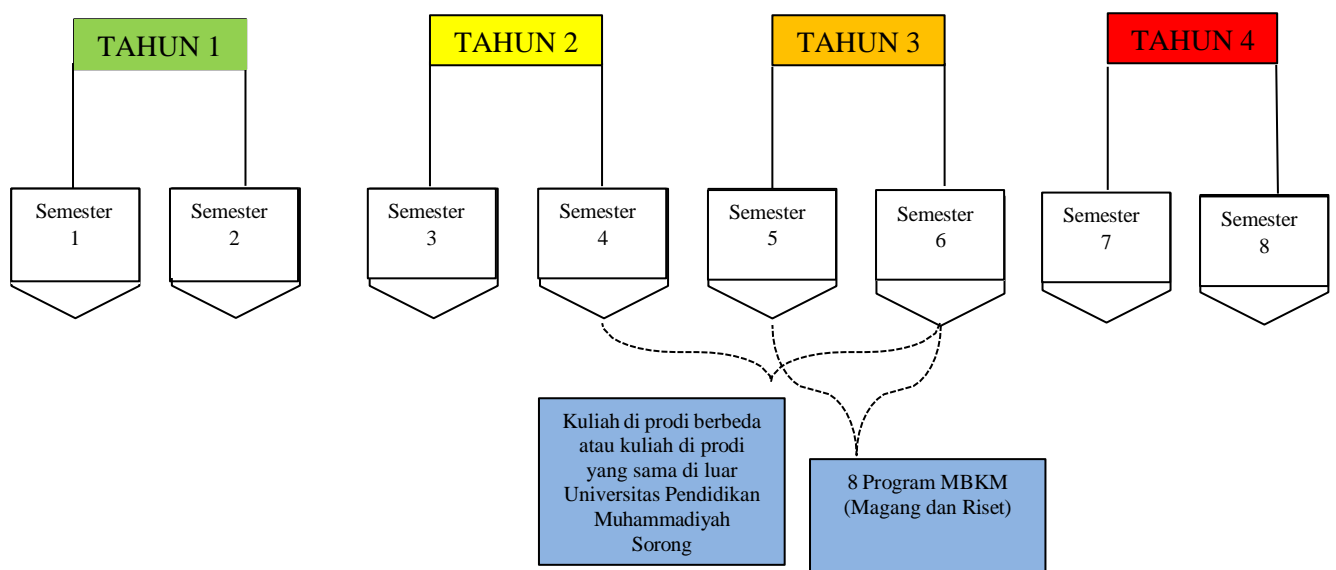 TAHUN 1
TAHUN 2
TAHUN 3
TAHUN 4
Semester
1
Semester
2
Semester
3
Semester
4
Semester
5
Semester
6
Semester
7
Semester
8
Kuliah di prodi berbeda
atau kuliah di prodi
yang sama di luar
Universitas Pendidikan
Muhammadiyah
Sorong
8 Program MBKM
(Magang dan Riset)